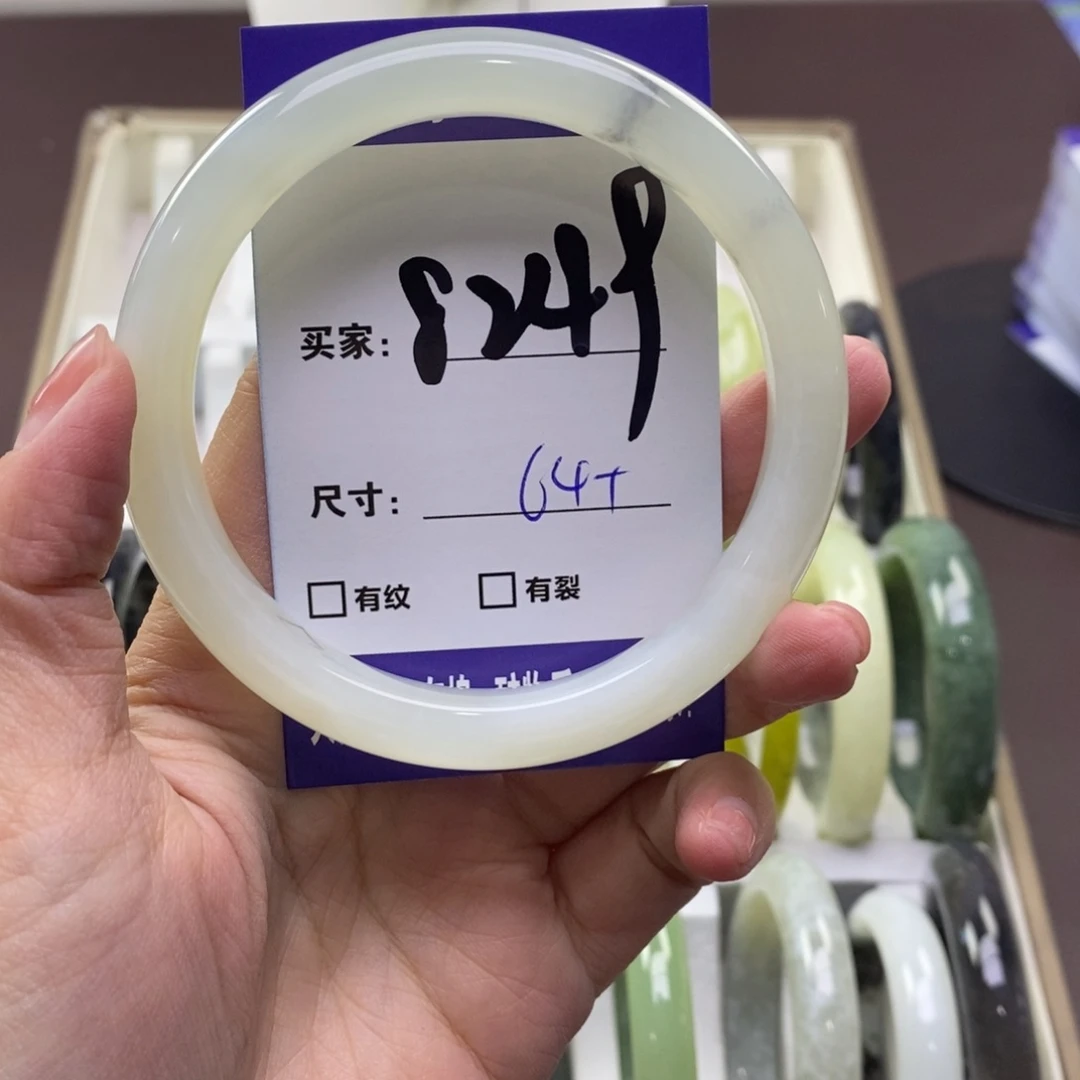 买家: 8249
尺寸: 64+
□有纹 □有裂